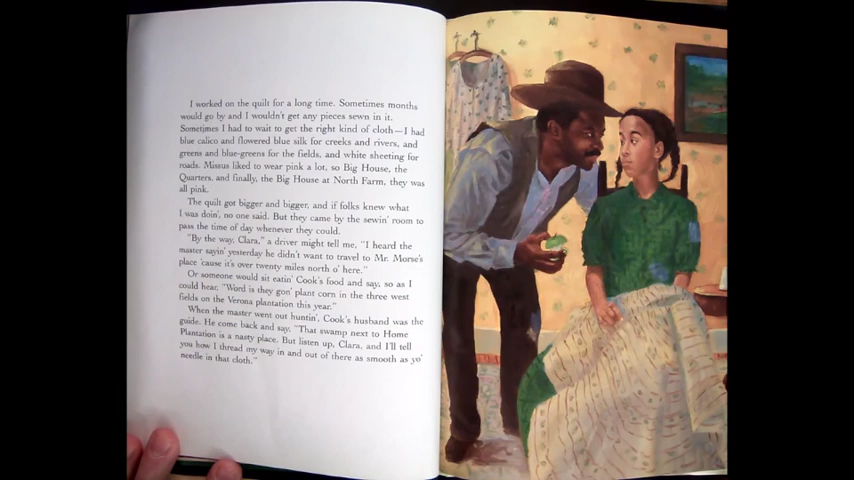 I worked on the quilt for a long time. Sometimes months
would go by and I wouldn't get any pieces sewn in it.
Sometimes I had to wait to get the right kind of cloth—I had
blue calico and flowered blue silk for creeks and rivers, and
greens and blue-greens for the fields, and white sheeting for
roads. Missus liked to wear pink a lot, so Big House, the
Quarters, and finally, the Big House at North Farm, they was
all pink.
The quilt got bigger and bigger, and if folks knew what
I was doin', no one said. But they came by the sewin' room to
pass the time of day whenever they could.
"By the way, Clara," a driver might tell me, "I heard the
master sayin' yesterday he didn't want to travel to Mr. Morse's
place 'cause it's over twenty miles north o' here."
Or someone would sit eatin' Cook's food and say, so as I
could hear, "Word is they gon' plant corn in the three west
fields on the Verona plantation this year."
When the master went out huntin', Cook's husband was the
guide. He come back and say, "That swamp next to Home
Plantation is a nasty place. But listen up, Clara, and I'll tell
you how I thread my way in and out of there as smooth as yo'
needle in that cloth."